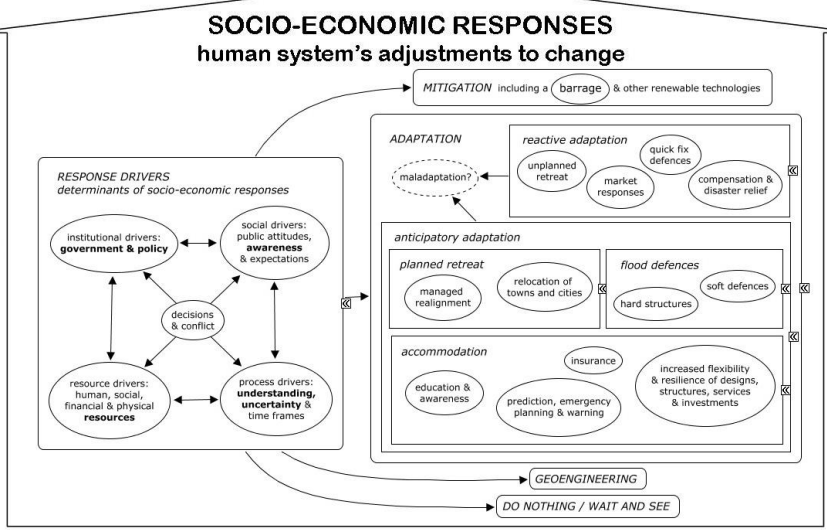 SOCIO-ECONOMIC RESPONSES
human system's adjustments to change
MITIGATION including a barrage & other renewable technologies
ADAPTATION
reactive adaptation
unplanned
retreat
market
responses
quick fix
defences
compensation &
disaster relief
maladaptation?
RESPONSE DRIVERS
determinants of socio-economic responses
institutional drivers:
government & policy
social drivers:
public attitudes,
awareness
& expectations
decisions
& conflict
resource drivers:
human, social,
financial & physical
resources
process drivers:
understanding,
uncertainty &
time frames
anticipatory adaptation
planned retreat
managed
realignment
relocation of
towns and cities
flood defences
hard structures
soft defences
accommodation
education &
awareness
insurance
prediction, emergency
planning & warning
increased flexibility
& resilience of designs,
structures, services
& investments
GEOENGINEERING
DO NOTHING / WAIT AND SEE